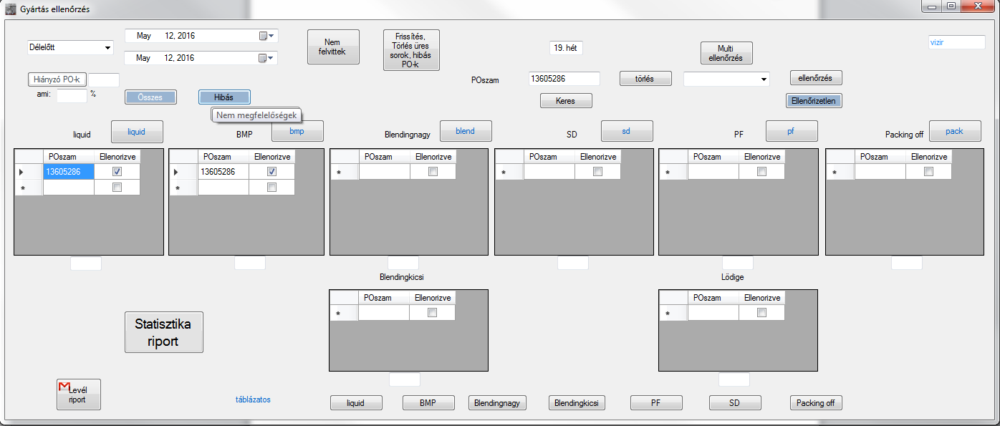 Gyártás ellenőrzés
Délelőtt
May 12, 2016
May 12, 2016
Nem
felvittek
Frissítés,
Törlés üres
sorok, hibás
PO-k
19. hét
Multi
ellenőrzés
vizir
Hiányzó PO-k
ami: %
Összes
Hibás
Nem megfelelőségek
POszam
13605286
törlés
ellenőrzés
Keres
Ellenőrizetlen
liquid
liquid
BMP
bmp
Blendingnagy
blend
SD
sd
PF
pf
Packing off
pack
POszam Ellenorizve
13605286
*
POszam Ellenorizve
13605286
*
POszam Ellenorizve
*
POszam Ellenorizve
*
POszam Ellenorizve
*
POszam Ellenorizve
*
Blendingkicsi
POszam Ellenorizve
*
Lödige
POszam Ellenorizve
*
Statisztika
riport
Levél
riport
táblázatos
liquid
BMP
Blendingnagy
Blendingkicsi
PF
SD
Packing off